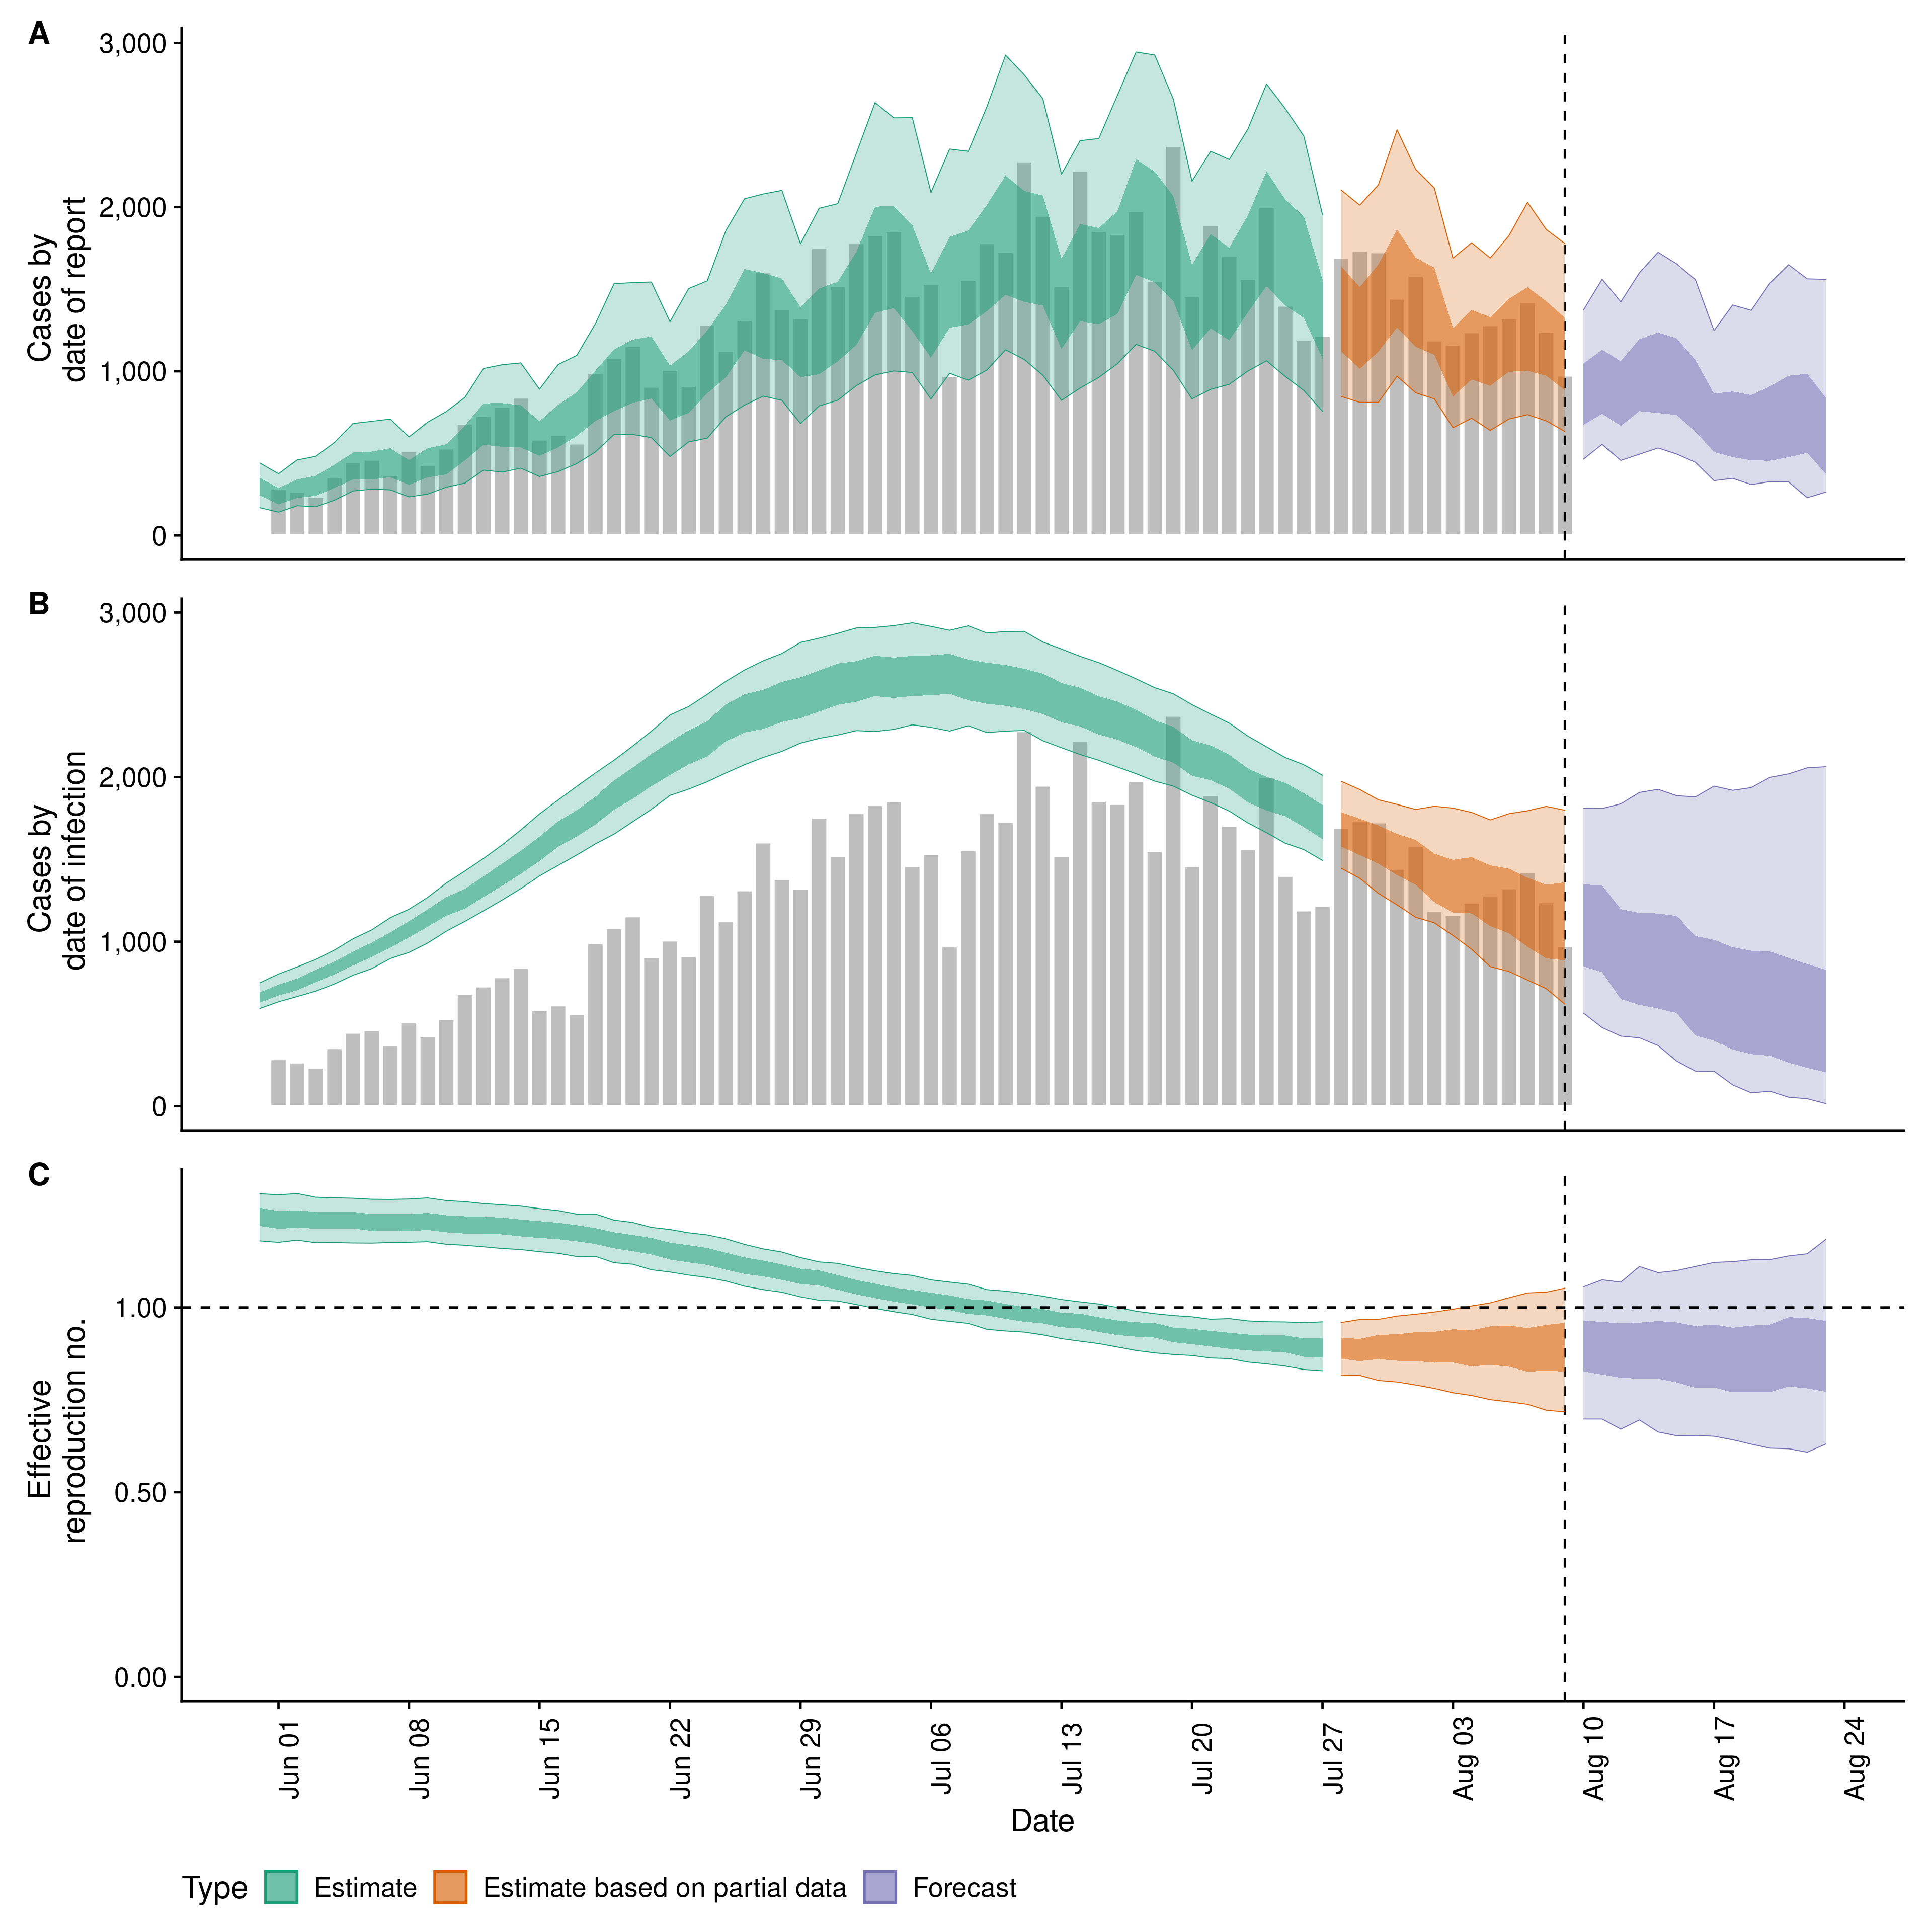 A
3,000
2,000
1,000
0
Cases by
date of report
B
3,000
2,000
1,000
0
Cases by
date of infection
C
1.00
0.50
0.00
Effective
reproduction no.
Jun 01
Jun 08
Jun 15
Jun 22
Jun 29
Jul 06
Jul 13
Jul 20
Jul 27
Aug 03
Aug 10
Aug 17
Aug 24
Date
Type Estimate Estimate based on partial data Forecast